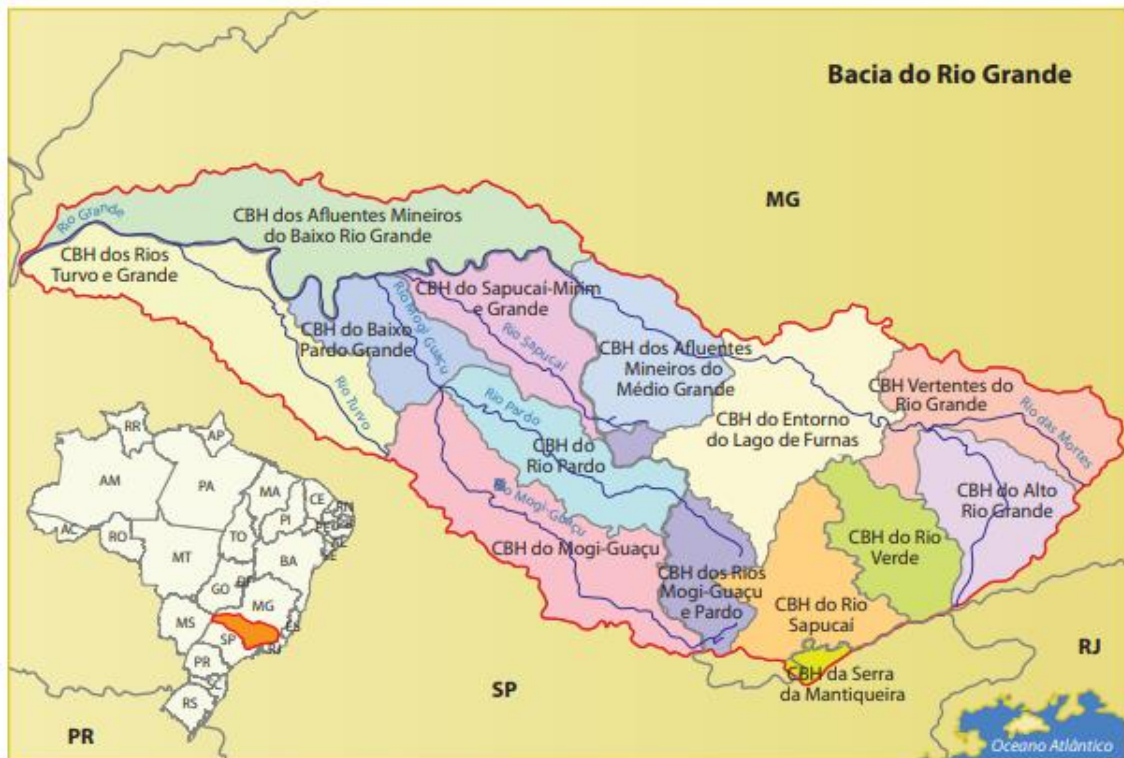 Bacia do Rio Grande
MG
Rio Grande
CBH dos Afluentes Mineiros
do Baixo Rio Grande
CBH dos Rios
Turvo e Grande
CBH do Sapucaí-Mirim
e Grande
Rio Mogi Guaçu
CBH do Baixo
Pardo Grande
Rio Sapucaí
CBH dos Afluentes
Mineiros do
Médio Grande
CBH Vertentes do
Rio Grande
Rio das Mortes
Rio Turvo
Rio Pardo
CBH do
Rio Pardo
CBH do Entorno
do Lago de Furnas
CBH do Alto
Rio Grande
Rio Mogi-Guaçu
CBH do Mogi-Guaçu
CBH do Rio
Verde
CBH dos Rios
Mogi-Guaçu
e Pardo
CBH do Rio
Sapucaí
CBH da Serra
da Mantiqueira
RR
AP
AM
PA
MA
CE
RN
PI
AC
RO
TO
BA
MT
GO
DF
MG
ES
MS
SP
RJ
PR
SC
RS
SP
RJ
PR
Oceano Atlântico